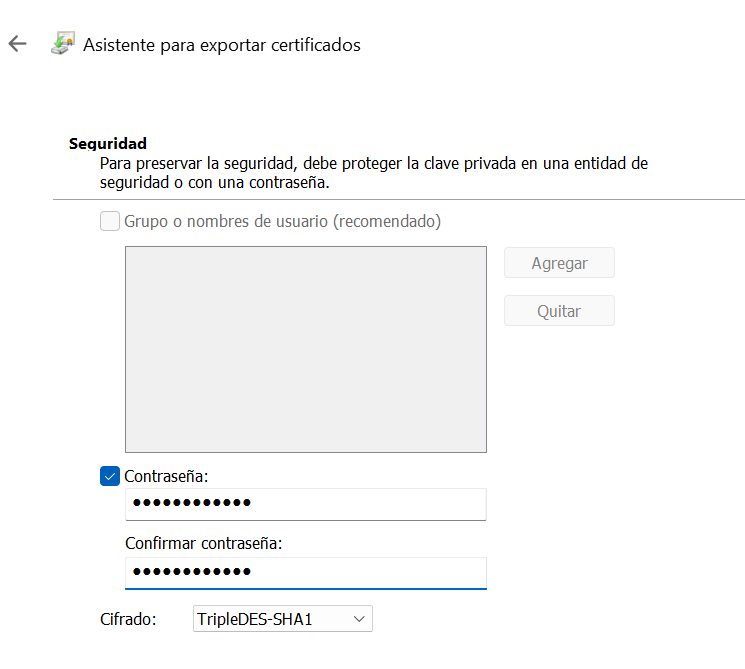 Asistente para exportar certificados
Seguridad
Para preservar la seguridad, debe proteger la clave privada en una entidad de
seguridad o con una contraseña.
Grupo o nombres de usuario (recomendado)
Agregar
Quitar
Contraseña:
••••••••••••
Confirmar contraseña:
••••••••••••
Cifrado: TripleDES-SHA1